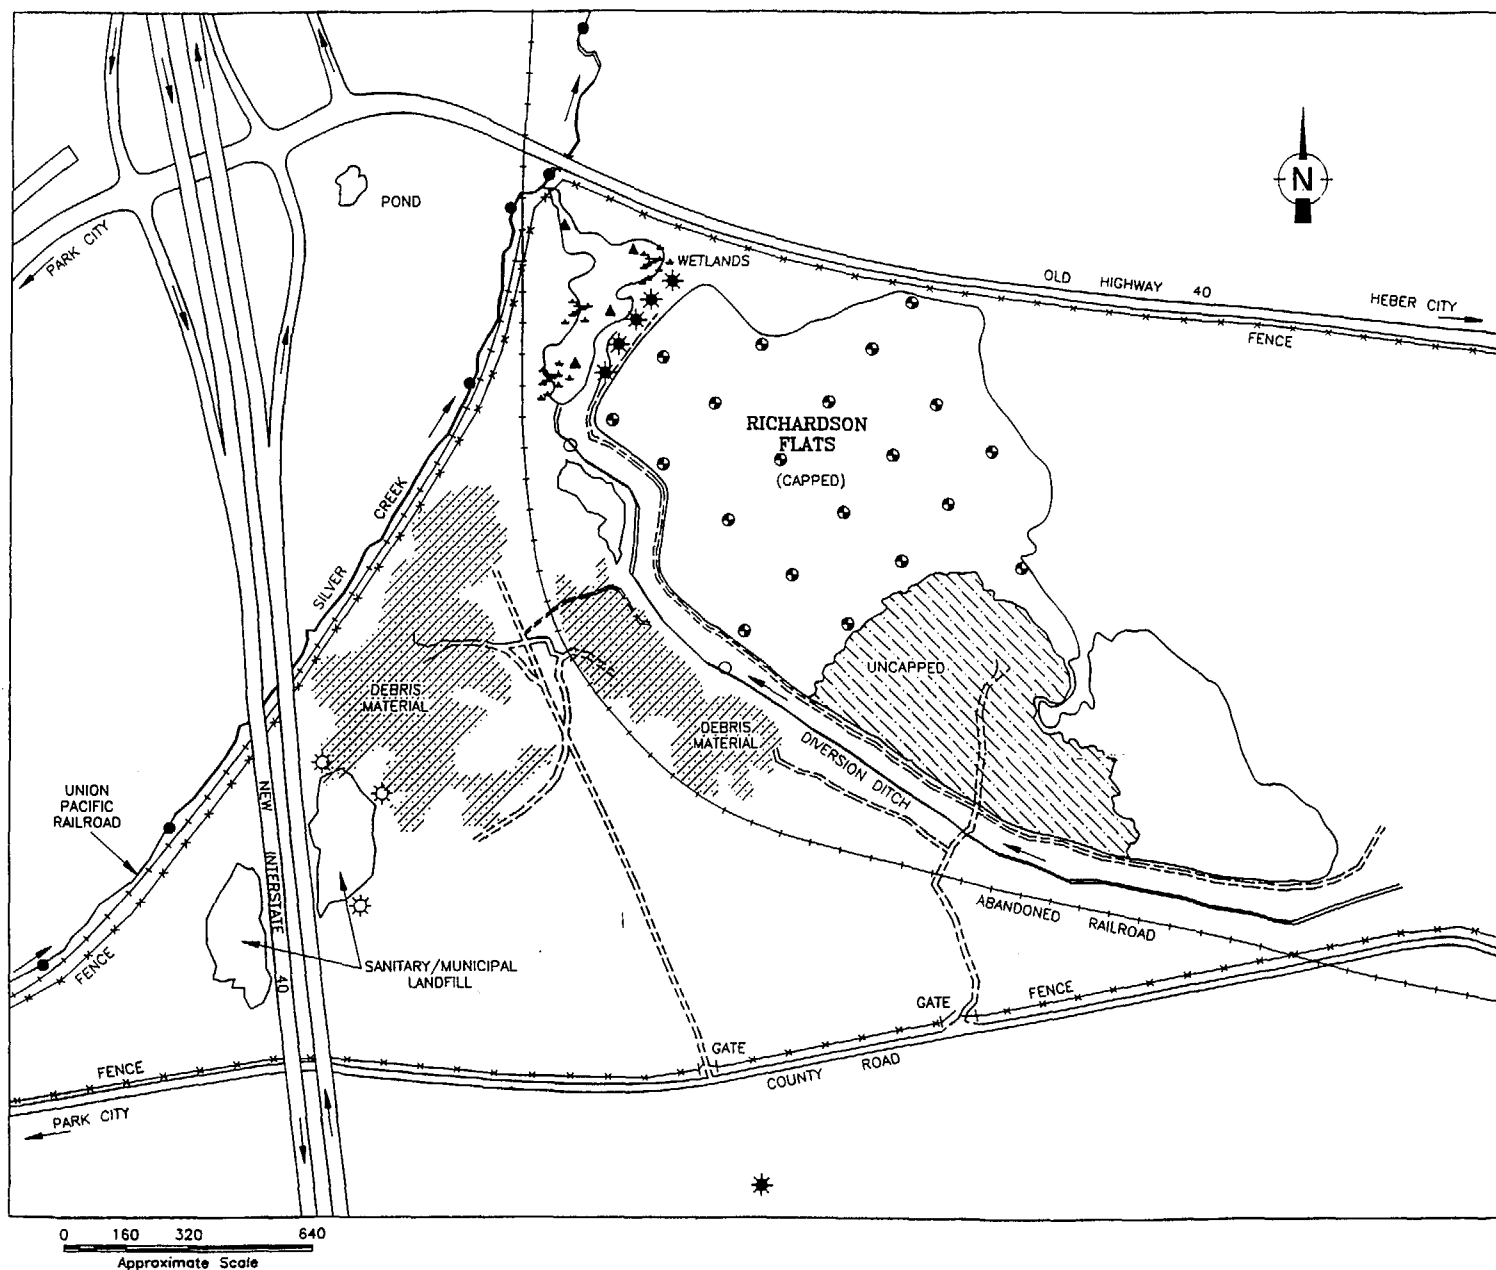 N
POND
PARK CITY
WETLANDS
OLD HIGHWAY 40
HEBER CITY
FENCE
RICHARDSON
FLATS
(CAPPED)
SILVER CREEK
UNCAPPED
DEBRIS
MATERIAL
DEBRIS
MATERIAL
DIVERSION DITCH
UNION
PACIFIC
RAILROAD
NEW INTERSTATE 40
ABANDONED RAILROAD
FENCE
SANITARY/MUNICIPAL
LANDFILL
GATE
FENCE
GATE
COUNTY ROAD
FENCE
PARK CITY
0 160 320 640
Approximate Scale